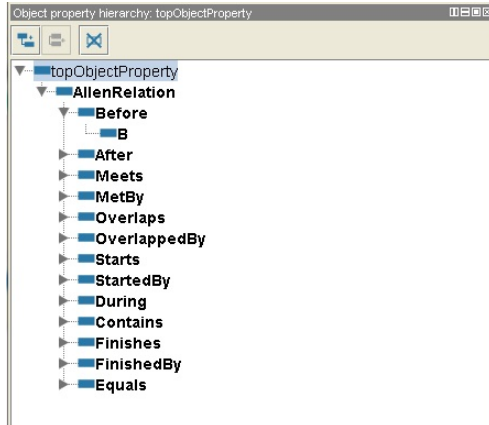 Object property hierarchy: topObjectProperty
topObjectProperty
AllenRelation
Before
B
After
Meets
MetBy
Overlaps
OverlappedBy
Starts
StartedBy
During
Contains
Finishes
FinishedBy
Equals